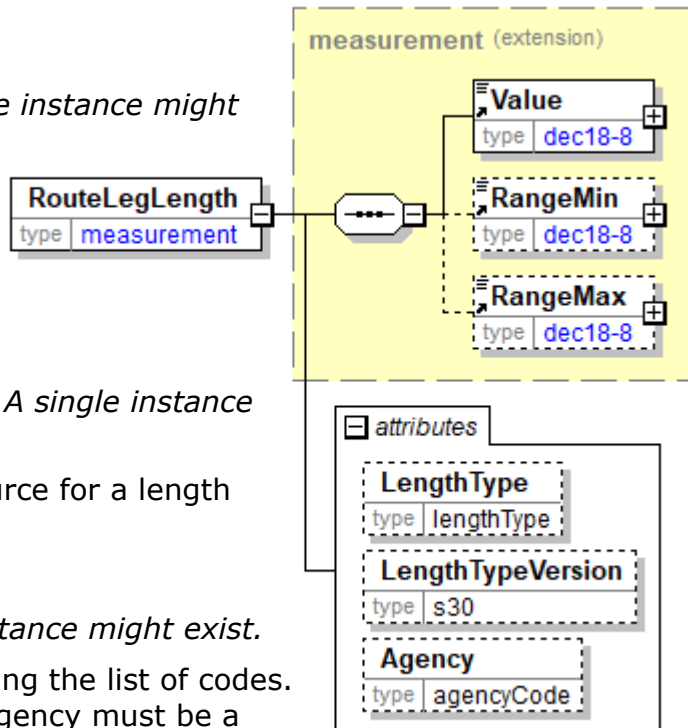 measurement (extension)
Value
type dec18-8
e instance might
RouteLegLength
type measurement
RangeMin
type dec18-8
RangeMax
type dec18-8
A single instance
attributes
LengthType
type lengthType
urce for a length
LengthTypeVersion
type s30
tance might exist.
Agency
type agencyCode
ing the list of codes.
gency must be a